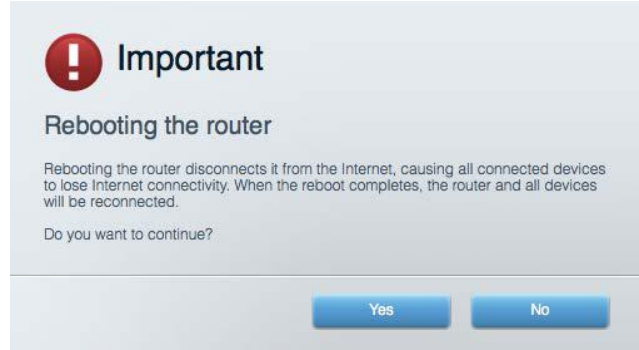 Important
Rebooting the router
Rebooting the router disconnects it from the Internet, causing all connected devices
to lose Internet connectivity. When the reboot completes, the router and all devices
will be reconnected.
Do you want to continue?
Yes No